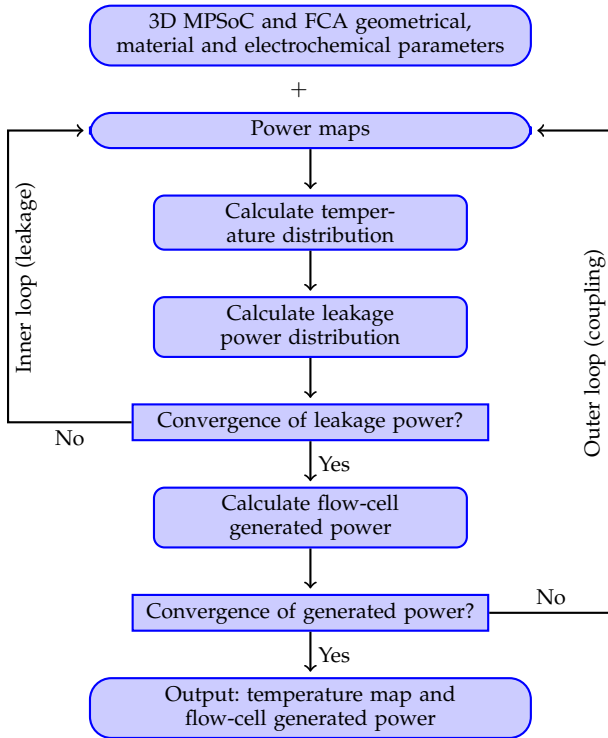 3D MPSoC and FCA geometrical,
material and electrochemical parameters
+
Power maps
Inner loop (leakage)
Outer loop (coupling)
Calculate temper-
ature distribution
Calculate leakage
power distribution
Convergence of leakage power?
No
Yes
Calculate flow-cell
generated power
Convergence of generated power?
No
Yes
Output: temperature map and
flow-cell generated power